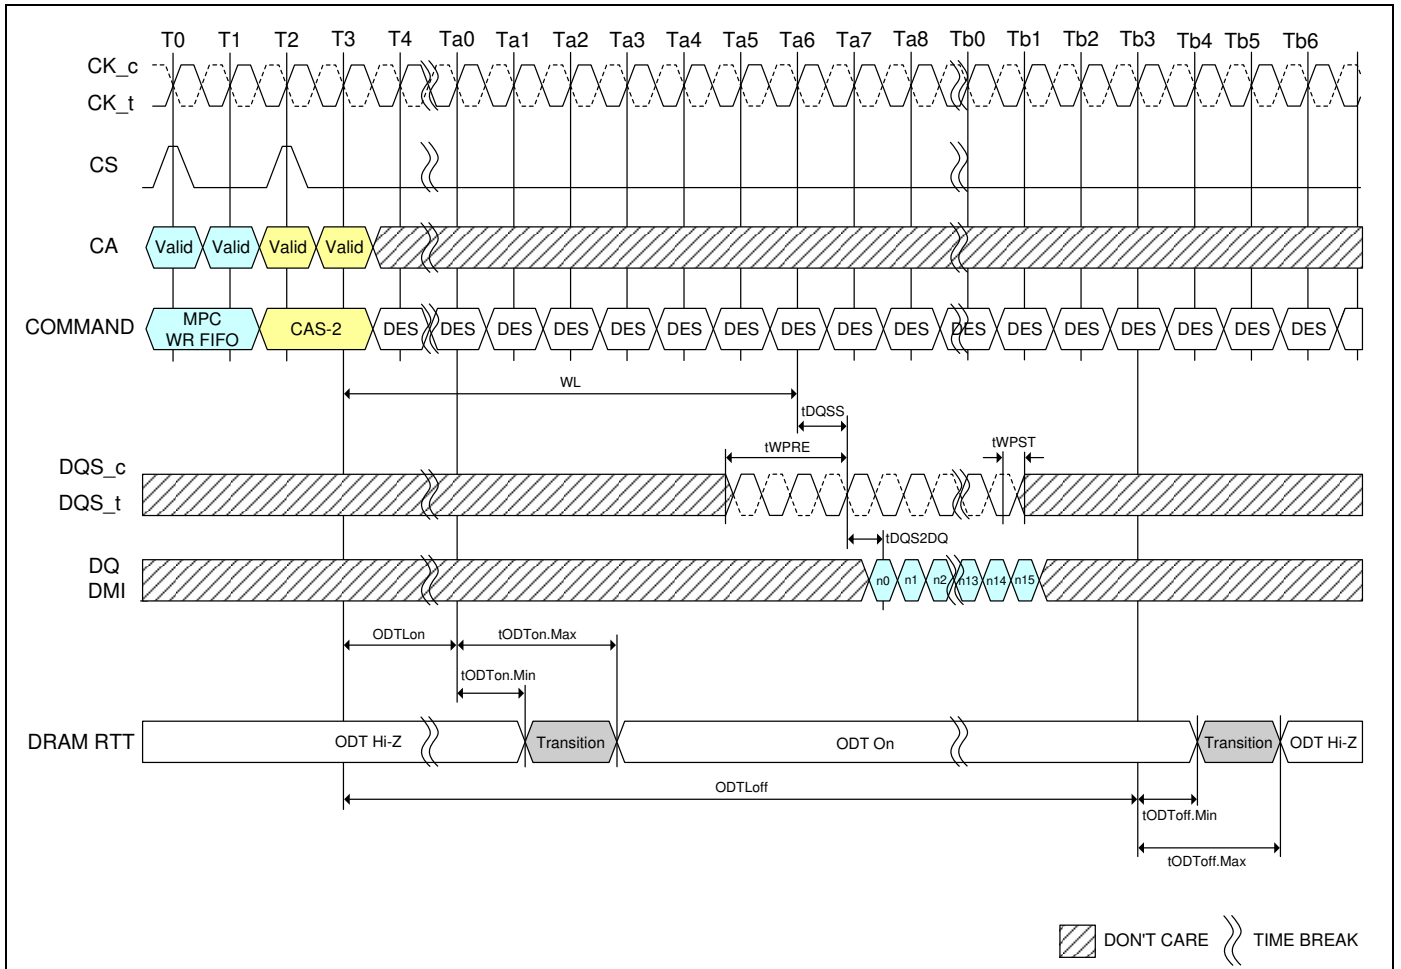 T0 T1 T2 T3 T4 Ta0 Ta1 Ta2 Ta3 Ta4 Ta5 Ta6 Ta7 Ta8 Tb0 Tb1 Tb2 Tb3 Tb4 Tb5 Tb6
CK_c
CK_t
CS
CA Valid Valid Valid Valid
COMMAND MPC WR FIFO CAS-2 DES DES DES DES DES DES DES DES DES DES DES DES DES DES DES DES DES
WL
tDQSS
tWPRE tWPST
DQS_c
DQS_t
tDQS2DQ
DQ
DMI
n0 n1 n2 n13 n14 n15
ODTLon tODTon.Max
tODTon.Min
DRAM RTT ODT Hi-Z Transition ODT On Transition ODT Hi-Z
ODTLoff
tODToff.Min
tODToff.Max
DON'T CARE TIME BREAK